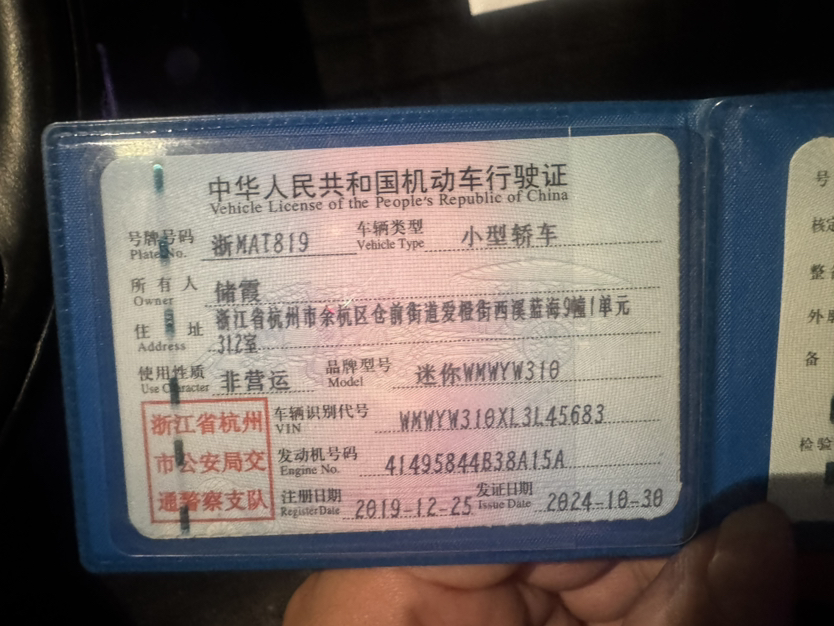 中华人民共和国机动车行驶证
Vehicle License of the People's Republic of China
号牌号码 浙MAT819 车辆类型 小型轿车
Plate No. Vehicle Type
所有人 储霞
Owner
住址 浙江省杭州市余杭区仓前街道爱橙街西溪蓝海9幢1单元
Address 312室
使用性质 非营运 品牌型号 迷你WMWYW310
Use Character Model
浙江省杭州
市公安局交
通警察支队
车辆识别代号 WMWYW310XL3L45683
VIN
发动机号码 41495844B38A15A
Engine No.
注册日期 2019-12-25 发证日期 2024-10-30
Register Date Issue Date
号
核定
整
外
备
检验